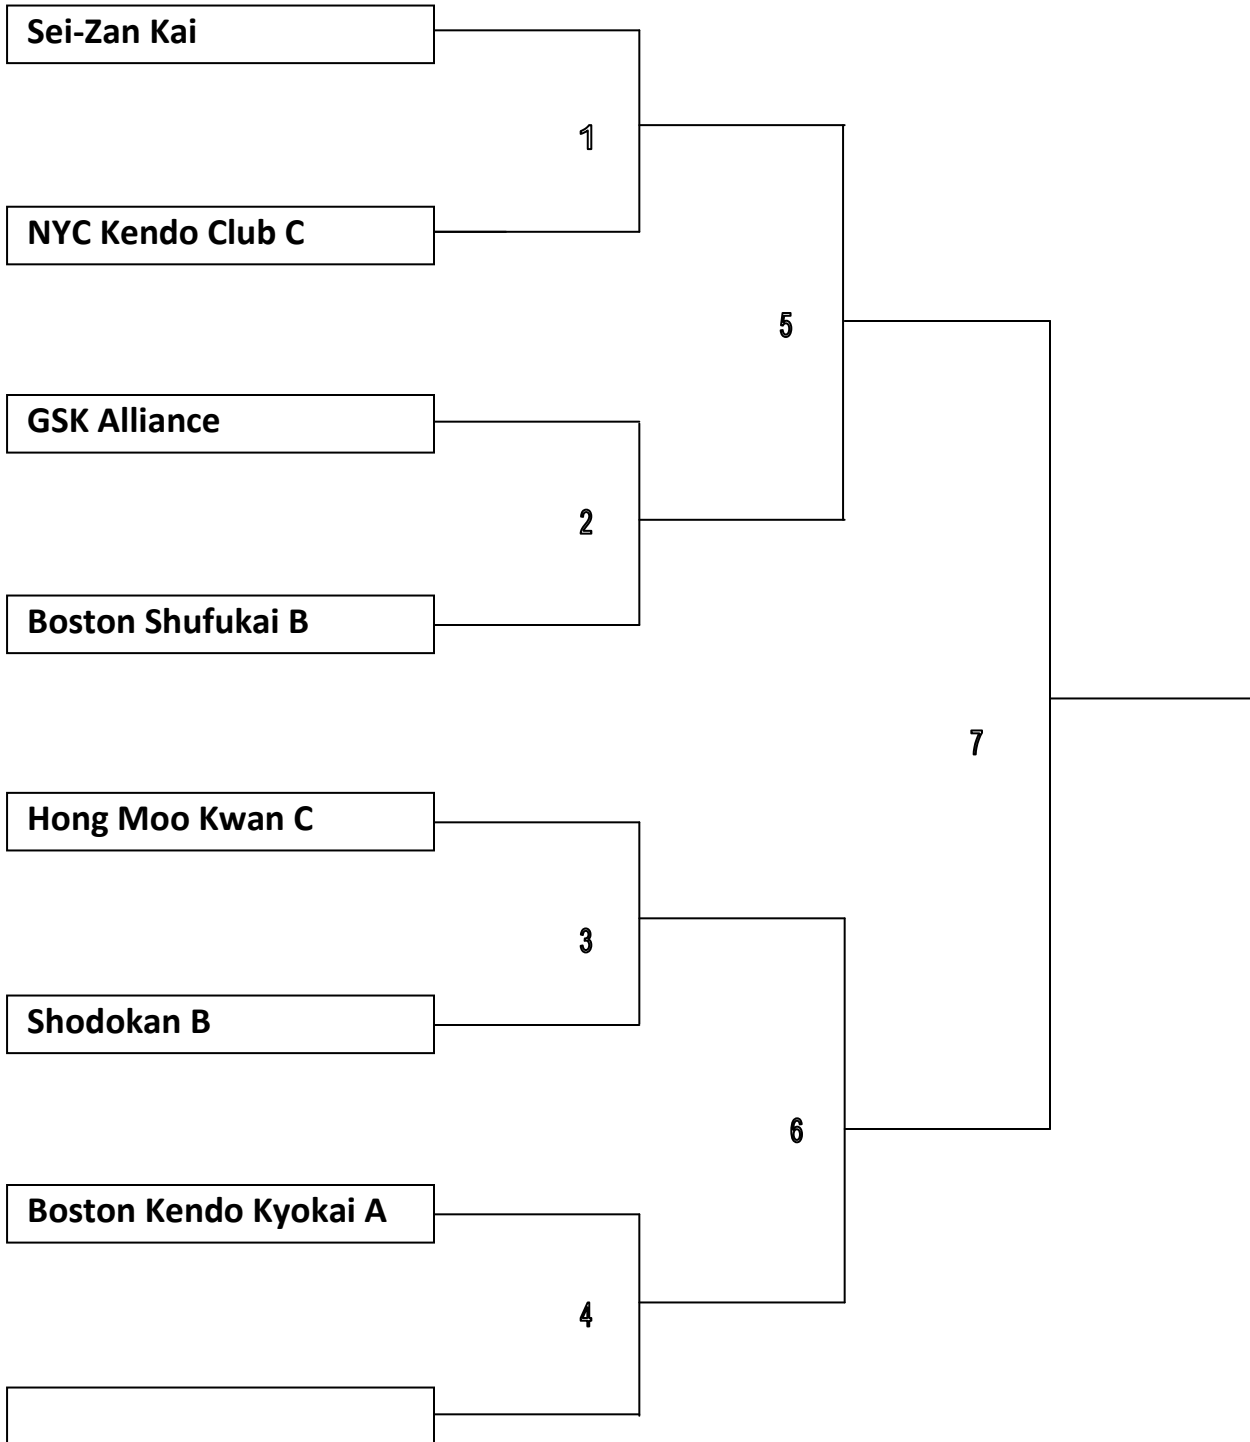 Sei-Zan Kai
1
NYC Kendo Club C
5
GSK Alliance
2
Boston Shufukai B
7
Hong Moo Kwan C
3
Shodokan B
6
Boston Kendo Kyokai A
4